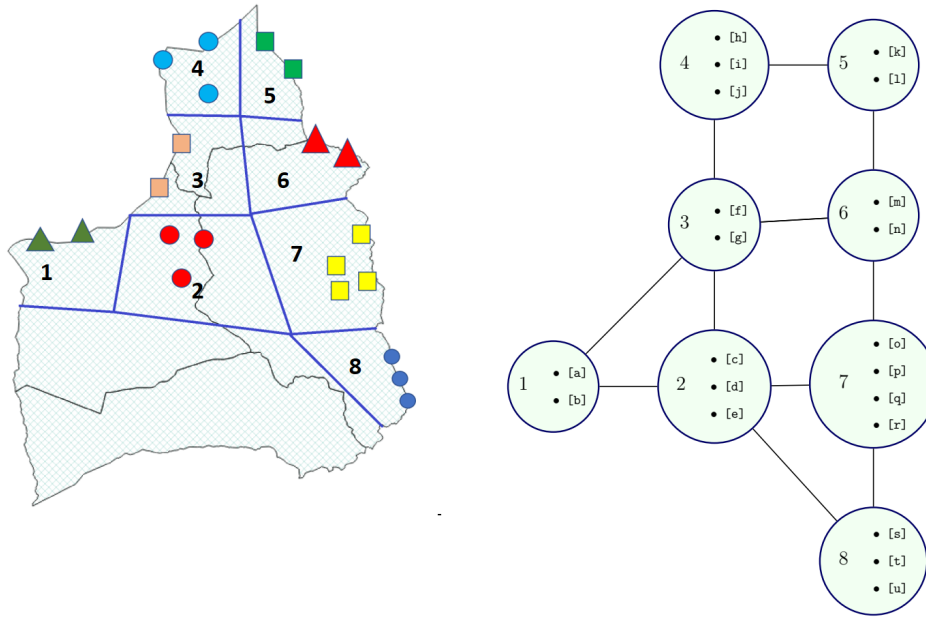 4
5
3
6
1
7
2
8
4
[h]
[i]
[j]
5
[k]
[l]
3
[f]
[g]
6
[m]
[n]
1
[a]
[b]
2
[c]
[d]
[e]
7
[o]
[p]
[q]
[r]
8
[s]
[t]
[u]
-